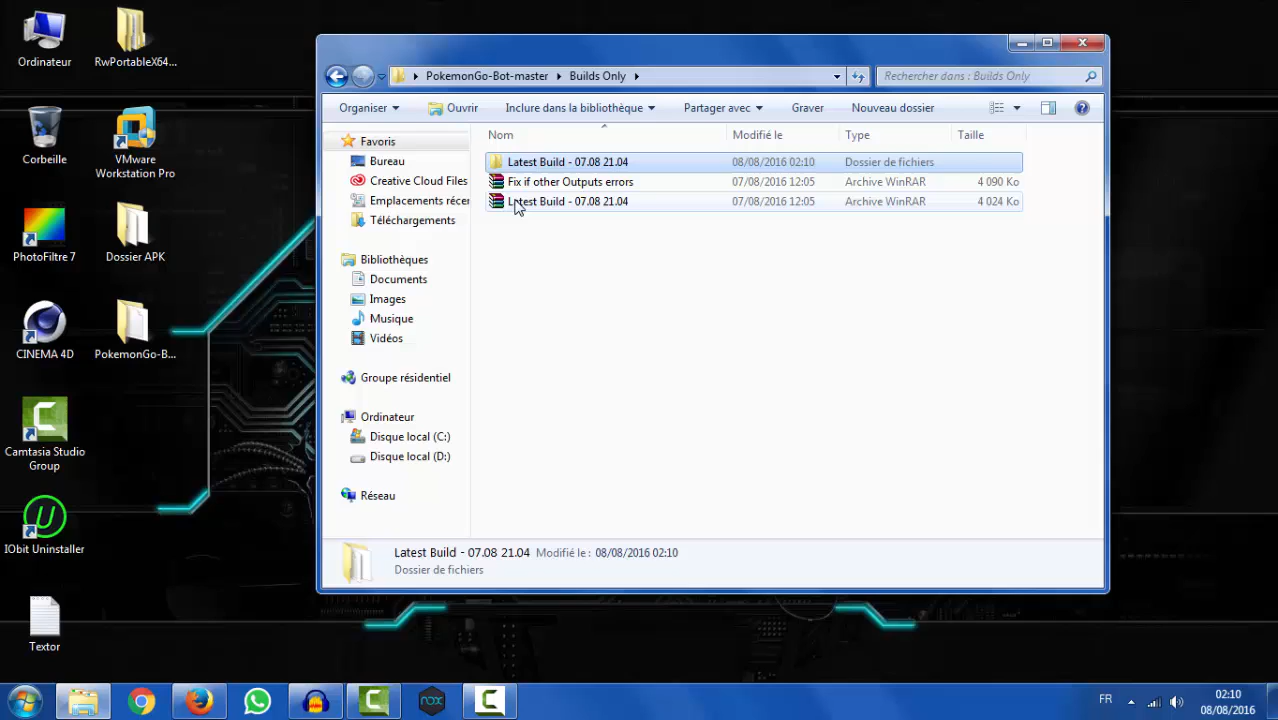 Ordinateur
RwPortableX64...
Corbeille
VMware
Workstation Pro
PhotoFiltre 7
Dossier APK
CINEMA 4D
PokemonGo-B...
Camtasia Studio
Group
IObit Uninstaller
Textor
PokemonGo-Bot-master
Builds Only
Rechercher dans : Builds Only
Organiser
Ouvrir
Inclure dans la bibliothèque
Partager avec
Graver
Nouveau dossier
Favoris
Bureau
Creative Cloud Files
Emplacements récer
Téléchargements
Bibliothèques
Documents
Images
Musique
Vidéos
Groupe résidentiel
Ordinateur
Disque local (C:)
Disque local (D:)
Réseau
Nom Modifié le Type Taille
Latest Build - 07.08 21.04 08/08/2016 02:10 Dossier de fichiers
Fix if other Outputs errors 07/08/2016 12:05 Archive WinRAR 4 090 Ko
Latest Build - 07.08 21.04 07/08/2016 12:05 Archive WinRAR 4 024 Ko
Latest Build - 07.08 21.04 Modifié le : 08/08/2016 02:10
Dossier de fichiers
nox
FR
02:10
08/08/2016